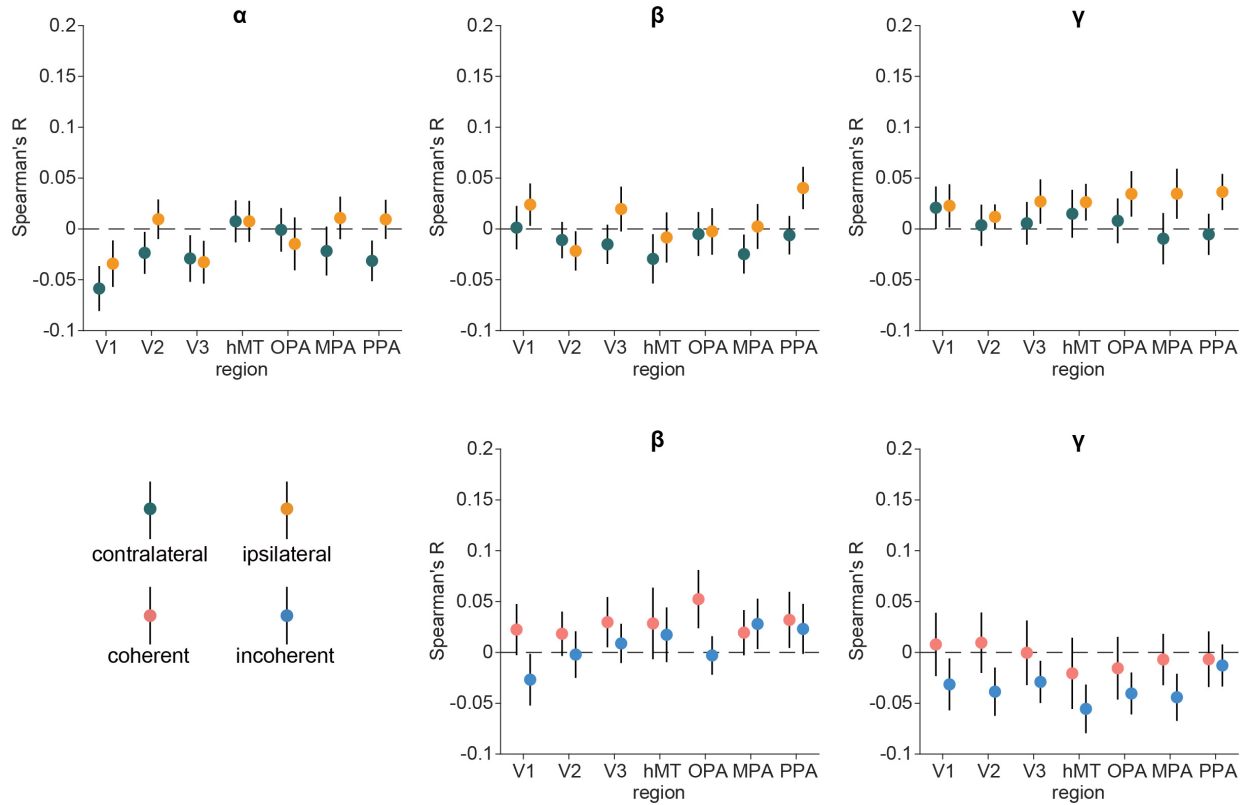 α
β
γ
0.2
0.15
0.1
0.05
0
-0.05
-0.1
Spearman's R
V1 V2 V3 hMT OPA MPA PPA
region
0.2
0.15
0.1
0.05
0
-0.05
-0.1
Spearman's R
V1 V2 V3 hMT OPA MPA PPA
region
0.2
0.15
0.1
0.05
0
-0.05
-0.1
Spearman's R
V1 V2 V3 hMT OPA MPA PPA
region
contralateral ipsilateral
coherent incoherent
β
γ
0.2
0.15
0.1
0.05
0
-0.05
-0.1
Spearman's R
V1 V2 V3 hMT OPA MPA PPA
region
0.2
0.15
0.1
0.05
0
-0.05
-0.1
Spearman's R
V1 V2 V3 hMT OPA MPA PPA
region